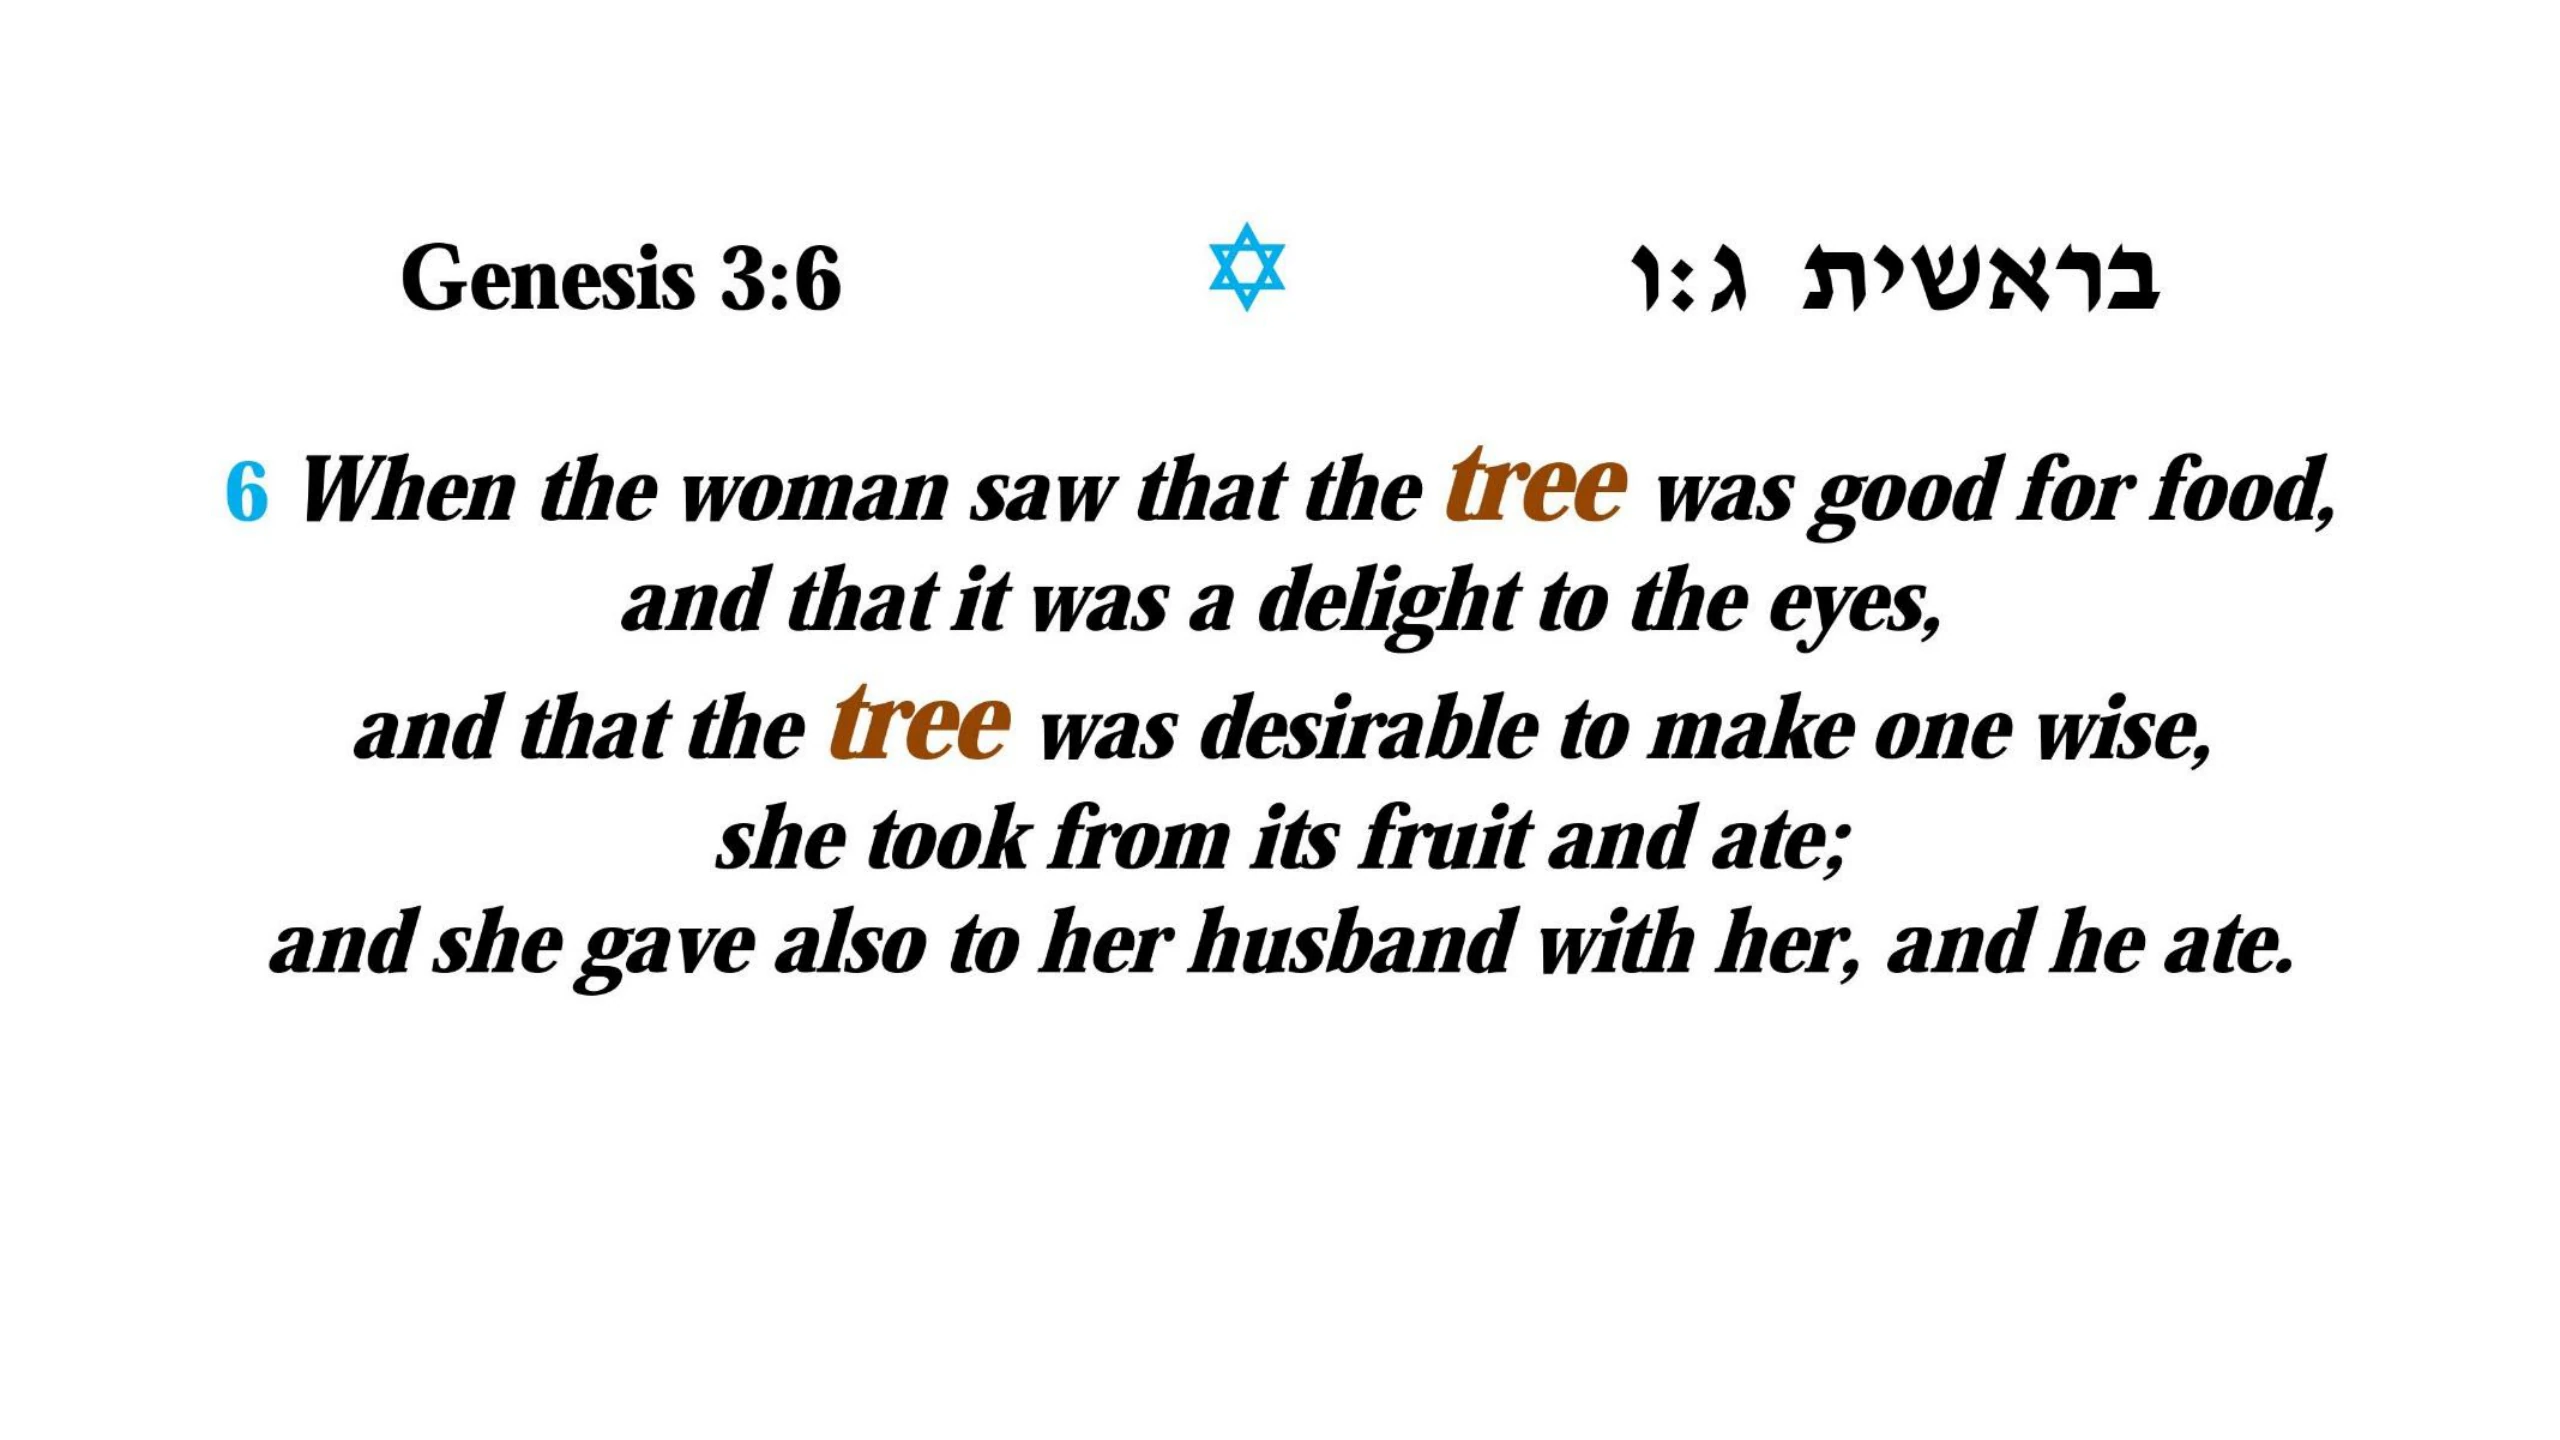 Genesis 3:6 ✡ בראשית ג:ו
6 When the woman saw that the tree was good for food,
and that it was a delight to the eyes,
and that the tree was desirable to make one wise,
she took from its fruit and ate;
and she gave also to her husband with her, and he ate.